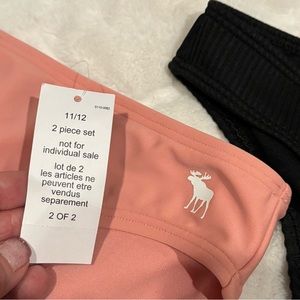 11/12
2 piece set
not for
individual sale
lot de 2
les articles ne
peuvent etre
vendus
separement
2 OF 2